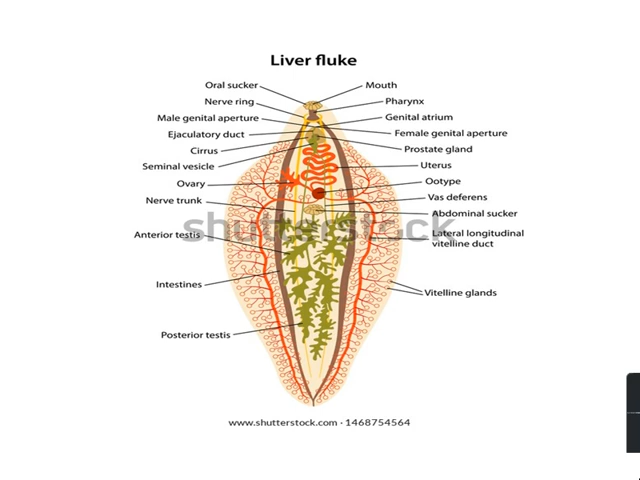 Liver fluke
Oral sucker
Mouth
Nerve ring
Pharynx
Male genital aperture
Genital atrium
Ejaculatory duct
Female genital aperture
Cirrus
Prostate gland
Seminal vesicle
Uterus
Ovary
Ootype
Nerve trunk
Vas deferens
Abdominal sucker
shutterstock
Anterior testis
Lateral longitudinal
vitelline duct
Intestines
Vitelline glands
Posterior testis
www.shutterstock.com · 1468754564